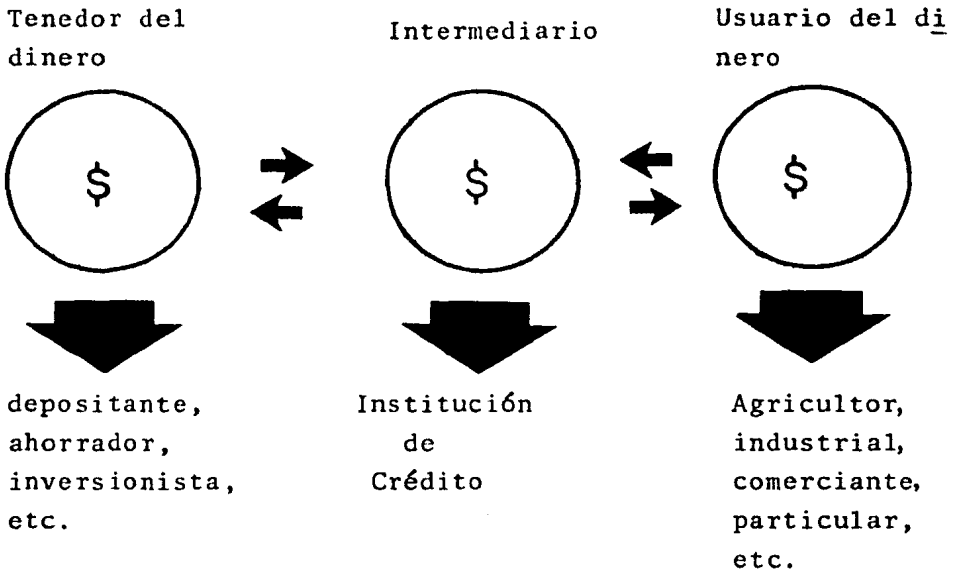 Tenedor del
dinero
Intermediario
Usuario del di
nero
$
$
$
depositante,
ahorrador,
inversionista,
etc.
Institución
de
Crédito
Agricultor,
industrial,
comerciante,
particular,
etc.